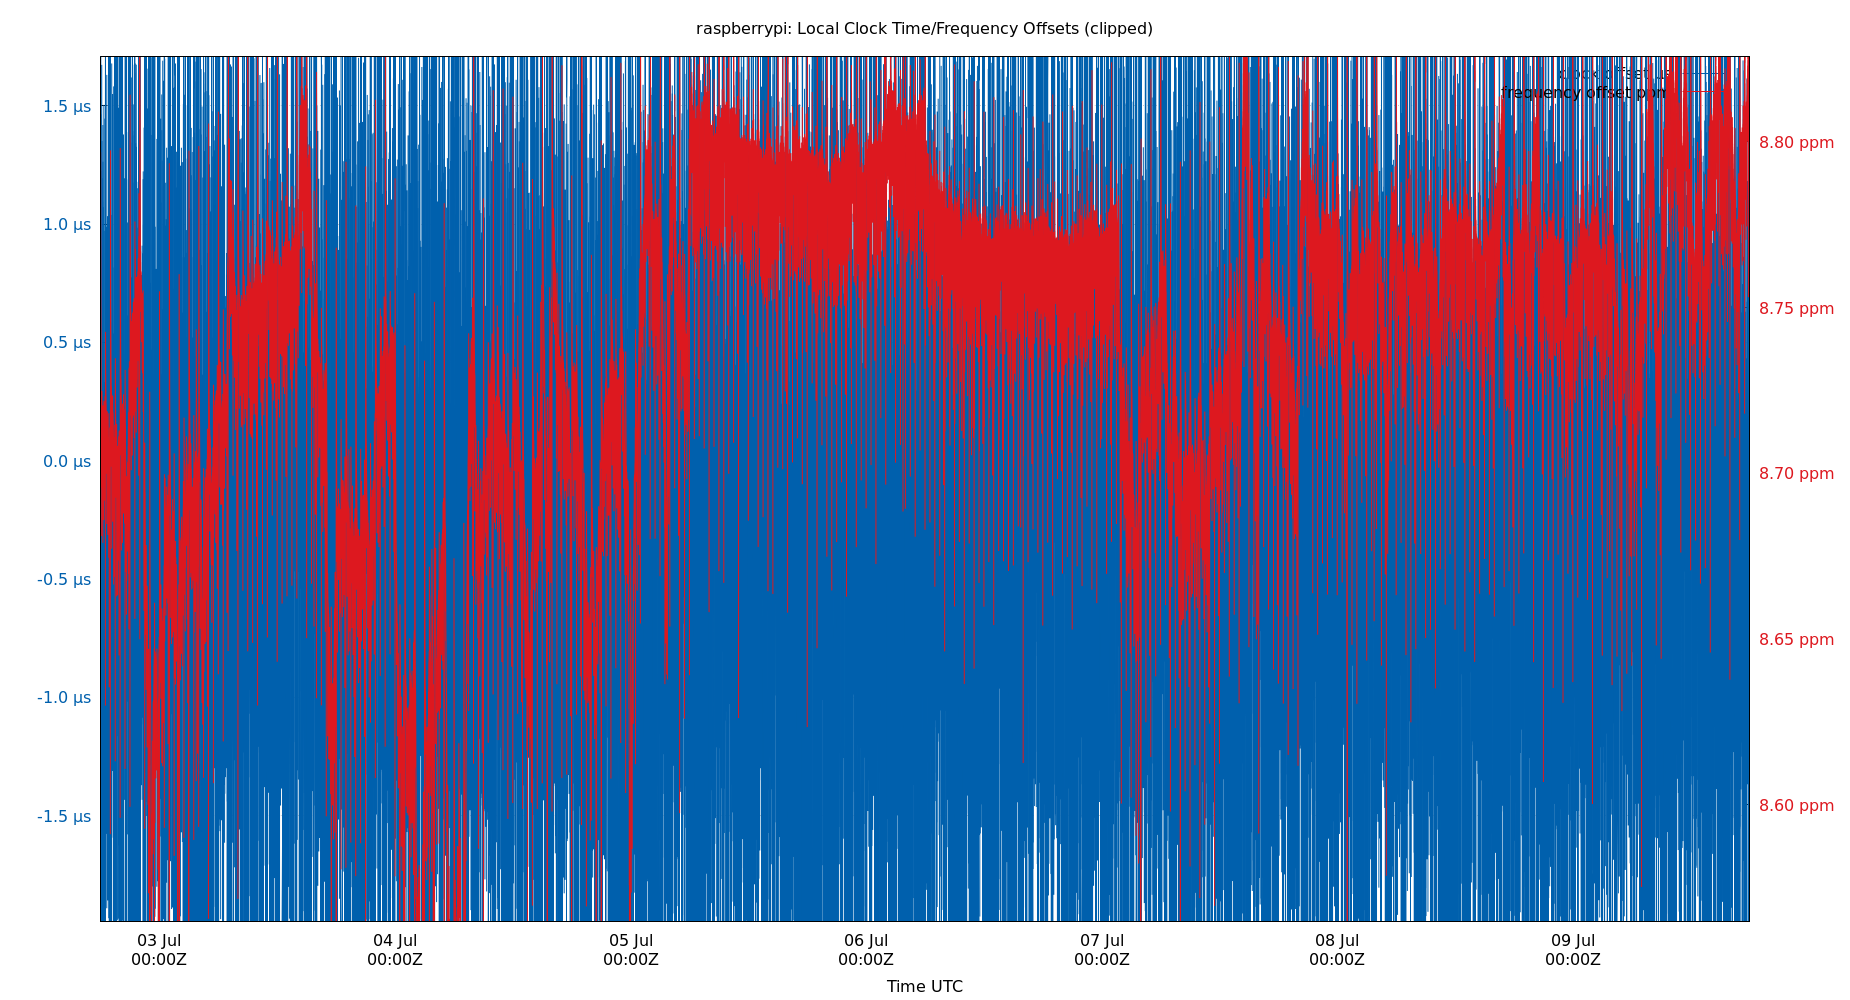 raspberrypi: Local Clock Time/Frequency Offsets (clipped)
clock offset µs
frequency offset ppm
1.5 µs
1.0 µs
0.5 µs
0.0 µs
-0.5 µs
-1.0 µs
-1.5 µs
8.80 ppm
8.75 ppm
8.70 ppm
8.65 ppm
8.60 ppm
03 Jul
00:00Z
04 Jul
00:00Z
05 Jul
00:00Z
06 Jul
00:00Z
07 Jul
00:00Z
08 Jul
00:00Z
09 Jul
00:00Z
Time UTC